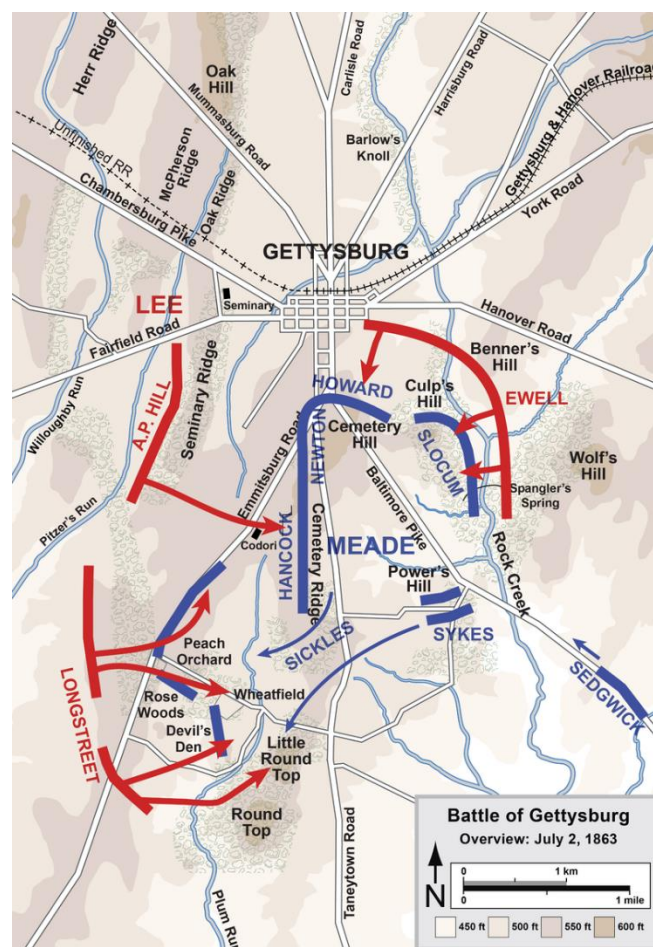 Herr Ridge
Oak
Hill
Mummasburg Road
Carlisle Road
Harrisburg Road
Gettysburg & Hanover Railroad
Unfinished RR
McPherson
Ridge
Oak Ridge
Barlow's
Knoll
Chambersburg Pike
York Road
GETTYSBURG
LEE
Seminary
Hanover Road
Fairfield Road
Benner's
Hill
Willoughby Run
A.P. HILL
Seminary Ridge
HOWARD
Culp's
Hill
EWELL
NEWTON
Cemetery
Hill
SLOCUM
Wolf's
Hill
Emmitsburg Road
Baltimore Pike
Spangler's
Spring
Pitzer's Run
Codori
HANCOCK
Cemetery Ridge
MEADE
Rock Creek
Power's
Hill
SICKLES
SYKES
Peach
Orchard
SEDGWICK
LONGSTREET
Rose
Woods
Wheatfield
Devil's
Den
Little
Round
Top
Round
Top
Taneytown Road
Plum Run
Battle of Gettysburg
Overview: July 2, 1863
N
0 1 km
0 1 mile
450 ft 500 ft 550 ft 600 ft